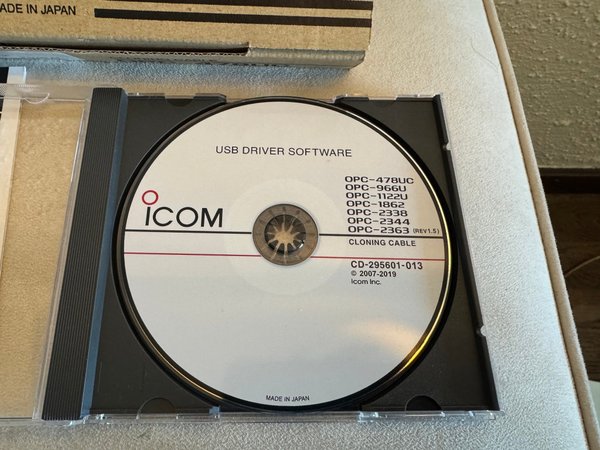 MADE IN JAPAN
USB DRIVER SOFTWARE
OPC-478UC
OPC-966U
OPC-1122U
OPC-1862
OPC-2338
OPC-2344
OPC-2363 (REV1.5)
ICOM
CLONING CABLE
CD-295601-013
© 2007-2019
Icom Inc.
MADE IN JAPAN